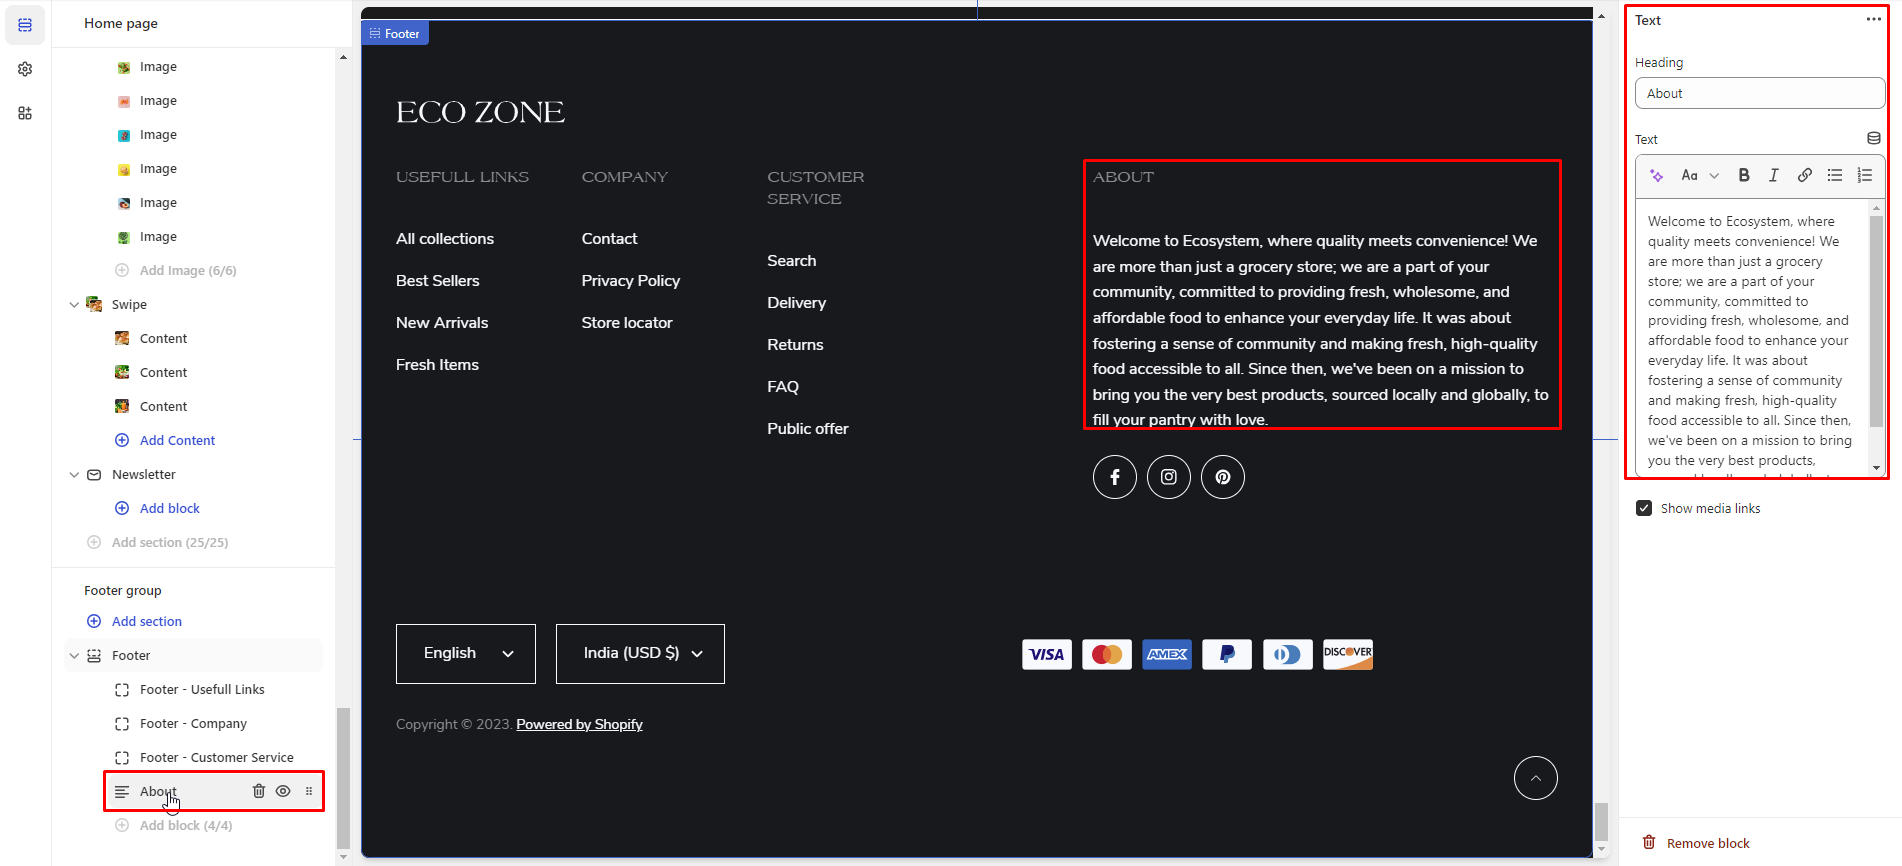 Home page
Image
Image
Image
Image
Image
Image
Add Image (6/6)
Swipe
Content
Content
Content
Add Content
Newsletter
Add block
Add section (25/25)
Footer group
Add section
Footer
Footer - Usefull Links
Footer - Company
Footer - Customer Service
About
Add block (4/4)
Footer
ECO ZONE
USEFULL LINKS
All collections
Best Sellers
New Arrivals
Fresh Items
COMPANY
Contact
Privacy Policy
Store locator
CUSTOMER
SERVICE
Search
Delivery
Returns
FAQ
Public offer
ABOUT
Welcome to Ecosystem, where quality meets convenience! We
are more than just a grocery store; we are a part of your
community, committed to providing fresh, wholesome, and
affordable food to enhance your everyday life. It was about
fostering a sense of community and making fresh, high-quality
food accessible to all. Since then, we've been on a mission to
bring you the very best products, sourced locally and globally, to
fill your pantry with love.
English
India (USD $)
VISA
AMEX
DISCOVER
Copyright © 2023. Powered by Shopify
Text
Heading
About
Text
Aa
B
I
Welcome to Ecosystem, where
quality meets convenience! We
are more than just a grocery
store; we are a part of your
community, committed to
providing fresh, wholesome, and
affordable food to enhance your
everyday life. It was about
fostering a sense of community
and making fresh, high-quality
food accessible to all. Since then,
we've been on a mission to bring
you the very best products,
Show media links
Remove block